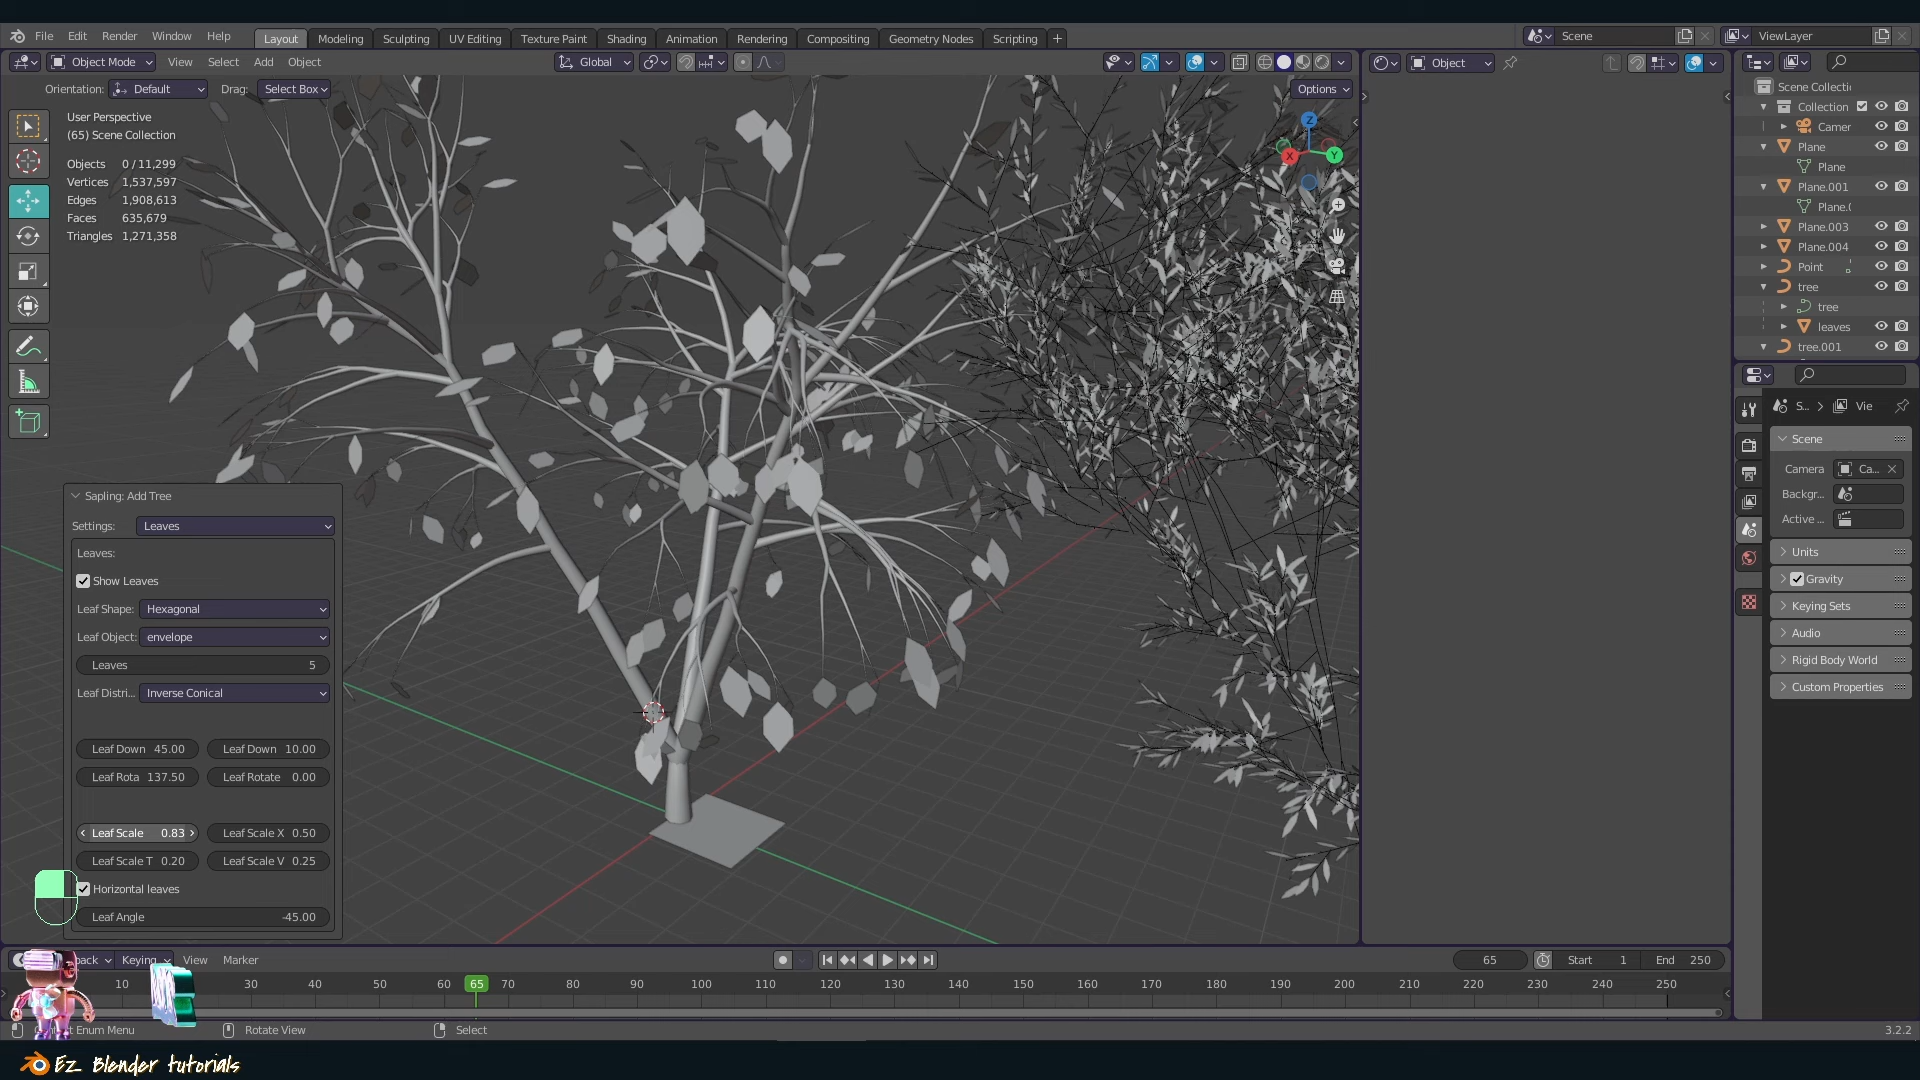 File Edit Render Window Help Layout Modeling Sculpting UV Editing Texture Paint Shading Animation Rendering Compositing Geometry Nodes Scripting + Scene ViewLayer
Object Mode View Select Add Object Global Object
Orientation: Default Drag: Select Box Options
User Perspective
(65) Scene Collection
Objects 0 / 11,299
Vertices 1,537,597
Edges 1,908,613
Faces 635,679
Triangles 1,271,358
Z
X
Y
Scene Collecti
Collection
Camer
Plane
Plane
Plane.001
Plane.
Plane.003
Plane.004
Point
tree
tree
leaves
tree.001
S... Vie
Scene
Camera Ca...
Backgr...
Active ...
Units
Gravity
Keying Sets
Audio
Rigid Body World
Custom Properties
Sapling: Add Tree
Settings: Leaves
Leaves:
Show Leaves
Leaf Shape: Hexagonal
Leaf Object: envelope
Leaves 5
Leaf Distri... Inverse Conical
Leaf Down 45.00 Leaf Down 10.00
Leaf Rota 137.50 Leaf Rotate 0.00
Leaf Scale 0.83 Leaf Scale X 0.50
Leaf Scale T 0.20 Leaf Scale V 0.25
Horizontal leaves
Leaf Angle -45.00
back Keying View Marker 65 Start 1 End 250
10 30 40 50 60 65 70 80 90 100 110 120 130 140 150 160 170 180 190 200 210 220 230 240 250
Enum Menu Rotate View Select 3.2.2
Ez Blender tutorials